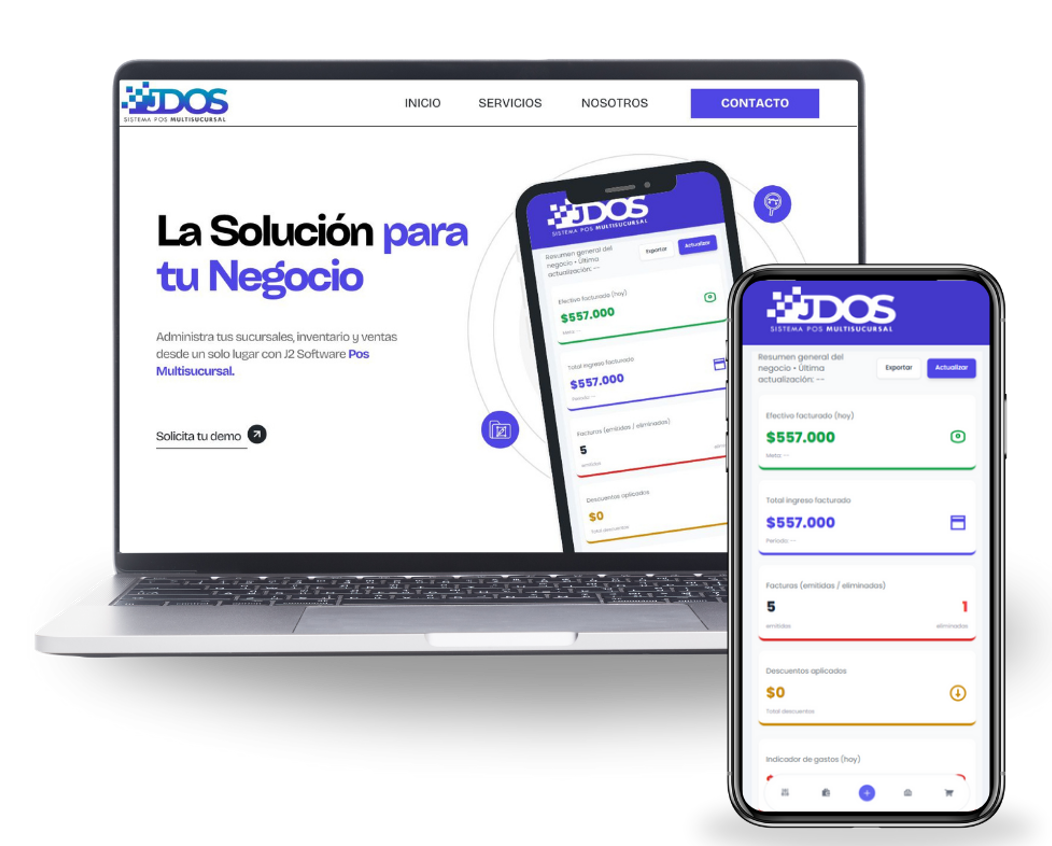 JDOS
SISTEMA POS MULTISUCURSAL
INICIO SERVICIOS NOSOTROS CONTACTO
La Solución para
tu Negocio
Administra tus sucursales, inventario y ventas
desde un solo lugar con J2 Software Pos
Multisucursal.
Solicita tu demo
JDOS
SISTEMA POS MULTISUCURSAL
Resumen general del
negocio • Última
actualización: --
Exportar Actualizar
Efectivo facturado (hoy)
$557.000
Meta: --
Total ingreso facturado
$557.000
Periodo: --
Facturas (emitidas / eliminadas)
5
emitidas
Descuentos aplicados
$0
Total descuentos
JDOS
SISTEMA POS MULTISUCURSAL
Resumen general del
negocio • Última
actualización: --
Exportar Actualizar
Efectivo facturado (hoy)
$557.000
Meta: --
Total ingreso facturado
$557.000
Periodo: --
Facturas (emitidas / eliminadas)
5 1
emitidas eliminadas
Descuentos aplicados
$0
Total descuentos
Indicador de gastos (hoy)